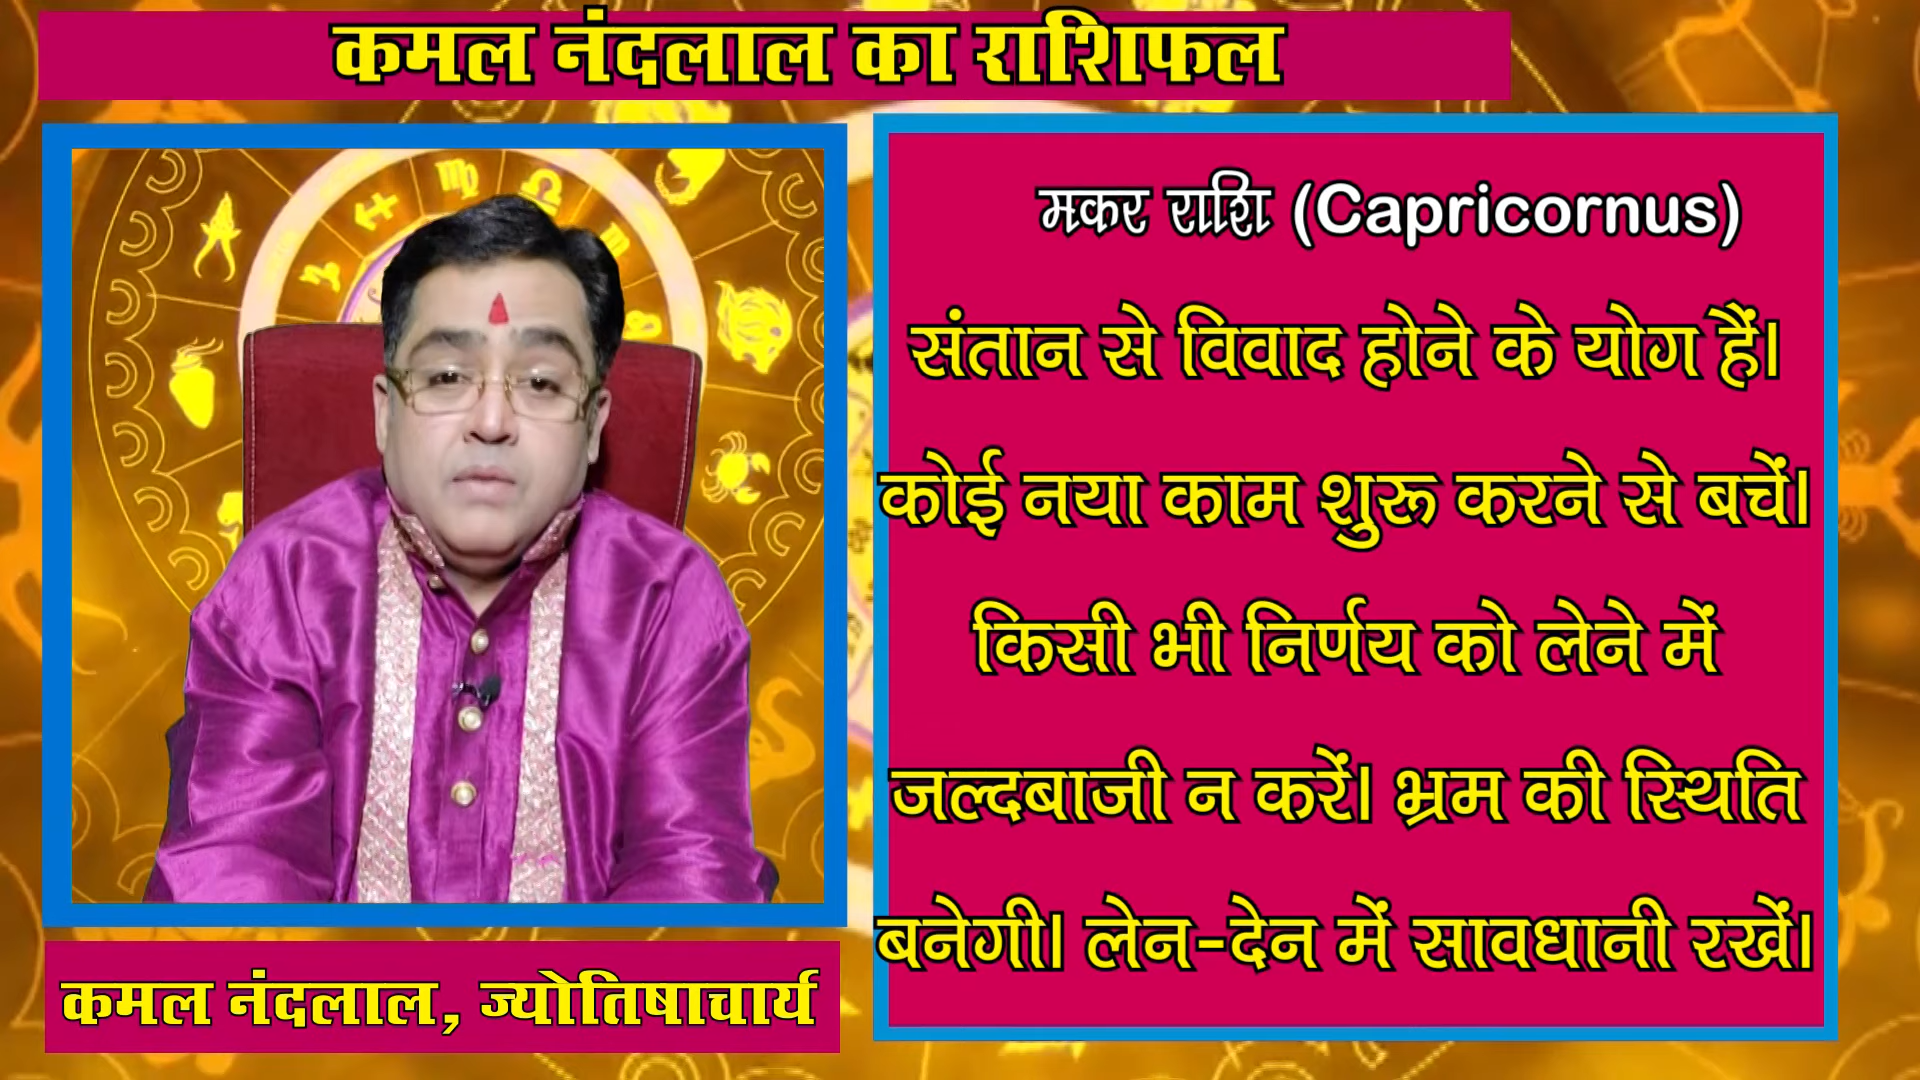 कमल नंदलाल का राशिफल
मकर राशि (Capricornus)
संतान से विवाद होने के योग हैं।
कोई नया काम शुरू करने से बचें।
किसी भी निर्णय को लेने में
जल्दबाजी न करें। भ्रम की स्थिति
बनेगी। लेन-देन में सावधानी रखें।
कमल नंदलाल, ज्योतिषाचार्य